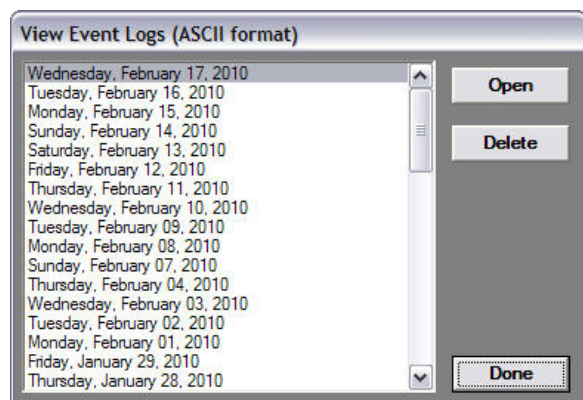 View Event Logs (ASCII format)
Wednesday, February 17, 2010
Tuesday, February 16, 2010
Monday, February 15, 2010
Sunday, February 14, 2010
Saturday, February 13, 2010
Friday, February 12, 2010
Thursday, February 11, 2010
Wednesday, February 10, 2010
Tuesday, February 09, 2010
Monday, February 08, 2010
Sunday, February 07, 2010
Thursday, February 04, 2010
Wednesday, February 03, 2010
Tuesday, February 02, 2010
Monday, February 01, 2010
Friday, January 29, 2010
Thursday, January 28, 2010
Open
Delete
Done